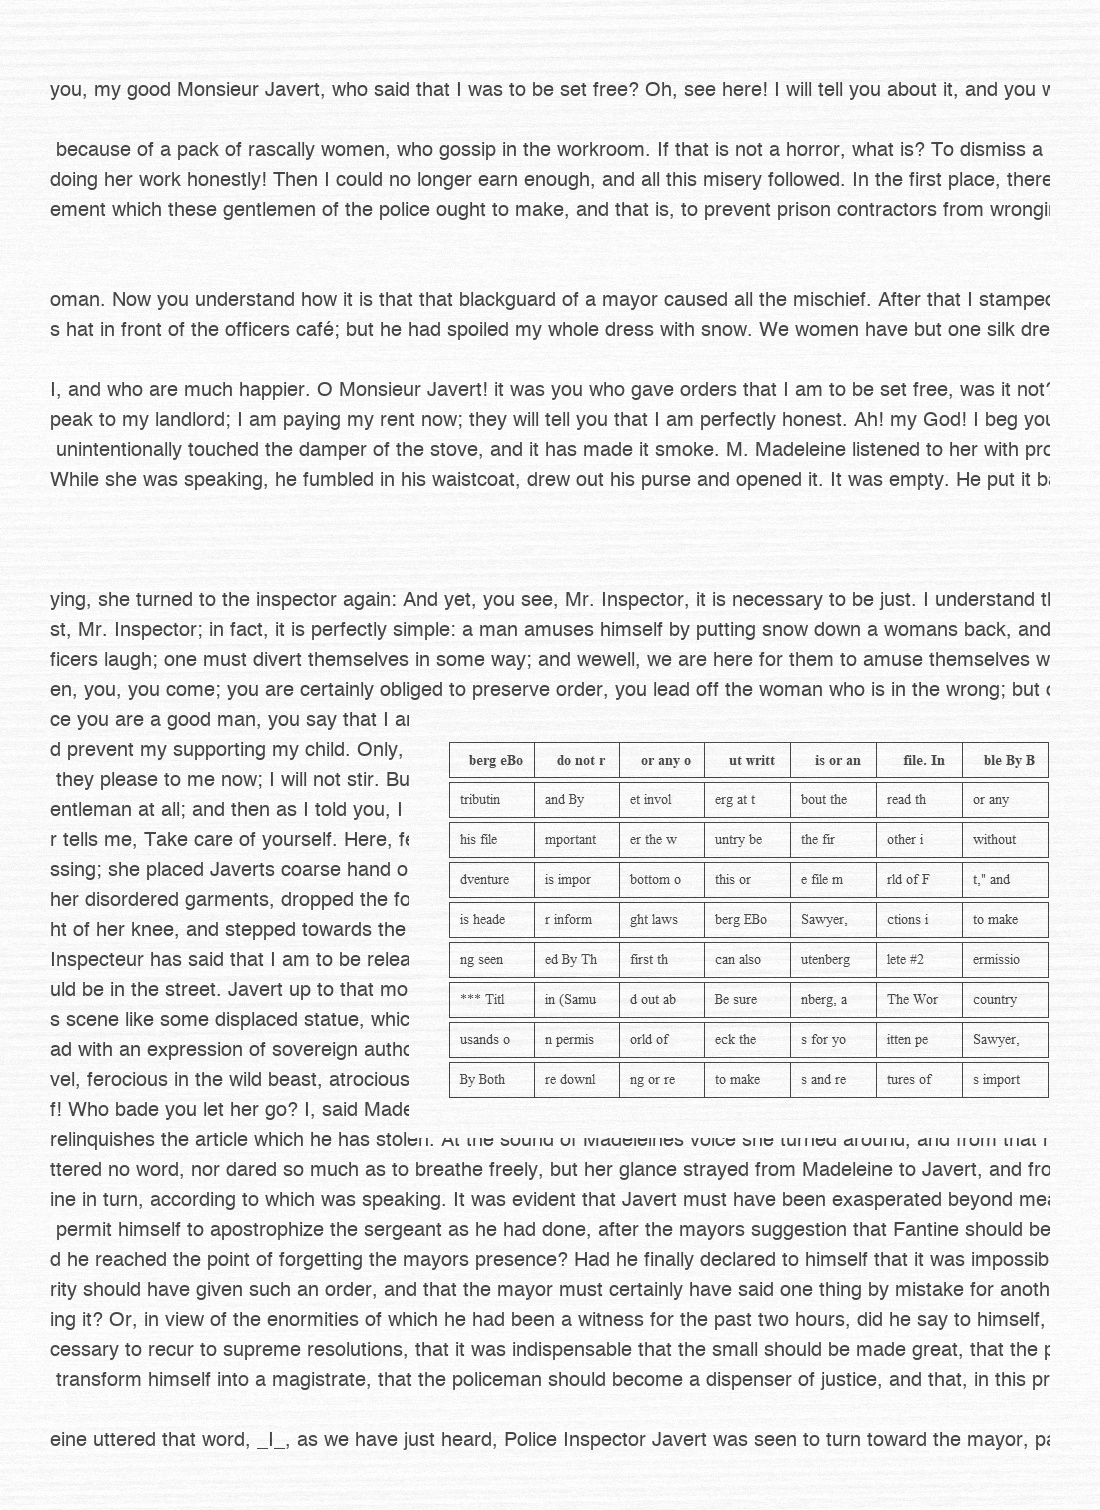 you, my good Monsieur Javert, who said that I was to be set free? Oh, see here! I will tell you about it, and you
because of a pack of rascally women, who gossip in the workroom. If that is not a horror, what is? To dismiss a
doing her work honestly! Then I could no longer earn enough, and all this misery followed. In the first place, there
ement which these gentlemen of the police ought to make, and that is, to prevent prison contractors from wrongi
oman. Now you understand how it is that that blackguard of a mayor caused all the mischief. After that I stamped
s hat in front of the officers café; but he had spoiled my whole dress with snow. We women have but one silk dre
I, and who are much happier. O Monsieur Javert! it was you who gave orders that I am to be set free, was it not?
peak to my landlord; I am paying my rent now; they will tell you that I am perfectly honest. Ah! my God! I beg you
unintentionally touched the damper of the stove, and it has made it smoke. M. Madeleine listened to her with pro
While she was speaking, he fumbled in his waistcoat, drew out his purse and opened it. It was empty. He put it ba
ying, she turned to the inspector again: And yet, you see, Mr. Inspector, it is necessary to be just. I understand
st, Mr. Inspector; in fact, it is perfectly simple: a man amuses himself by putting snow down a womans back, and
ficers laugh; one must divert themselves in some way; and wewell, we are here for them to amuse themselves w
en, you, you come; you are certainly obliged to preserve order, you lead off the woman who is in the wrong; but
ce you are a good man, you say that I
d prevent my supporting my child. Only,
they please to me now; I will not stir. Bu
entleman at all; and then as I told you, I
r tells me, Take care of yourself. Here, fe
ssing; she placed Javerts coarse hand o
her disordered garments, dropped the fo
ht of her knee, and stepped towards the
Inspecteur has said that I am to be relea
uld be in the street. Javert up to that mo
s scene like some displaced statue, whic
ad with an expression of sovereign autho
vel, ferocious in the wild beast, atrocious
f! Who bade you let her go? I, said Made
berg eBo do not r or any o ut writt is or an file. In ble By B
tributin and By et invol erg at t bout the read th or any
his file mportant er the w untry be the fir other i without
dventure is impor bottom o this or e file m rld of F t," and
is heade r inform ght laws berg EBo Sawyer, ctions i to make
ng seen ed By Th first th can also utenberg lete #2 ermissio
*** Titl in (Samu d out ab Be sure nberg, a The Wor country
usands o n permis orld of eck the s for yo itten pe Sawyer,
By Both re downl ng or re to make s and re tures of s import
relinquishes the article which he has stolen. At the sound of Madeleines voice she turned around, and from that
ttered no word, nor dared so much as to breathe freely, but her glance strayed from Madeleine to Javert, and fro
ine in turn, according to which was speaking. It was evident that Javert must have been exasperated beyond mea
permit himself to apostrophize the sergeant as he had done, after the mayors suggestion that Fantine should be
d he reached the point of forgetting the mayors presence? Had he finally declared to himself that it was impossib
rity should have given such an order, and that the mayor must certainly have said one thing by mistake for anoth
ing it? Or, in view of the enormities of which he had been a witness for the past two hours, did he say to himself,
cessary to recur to supreme resolutions, that it was indispensable that the small should be made great, that the
transform himself into a magistrate, that the policeman should become a dispenser of justice, and that, in this pr
eine uttered that word, _I_, as we have just heard, Police Inspector Javert was seen to turn toward the mayor, pa